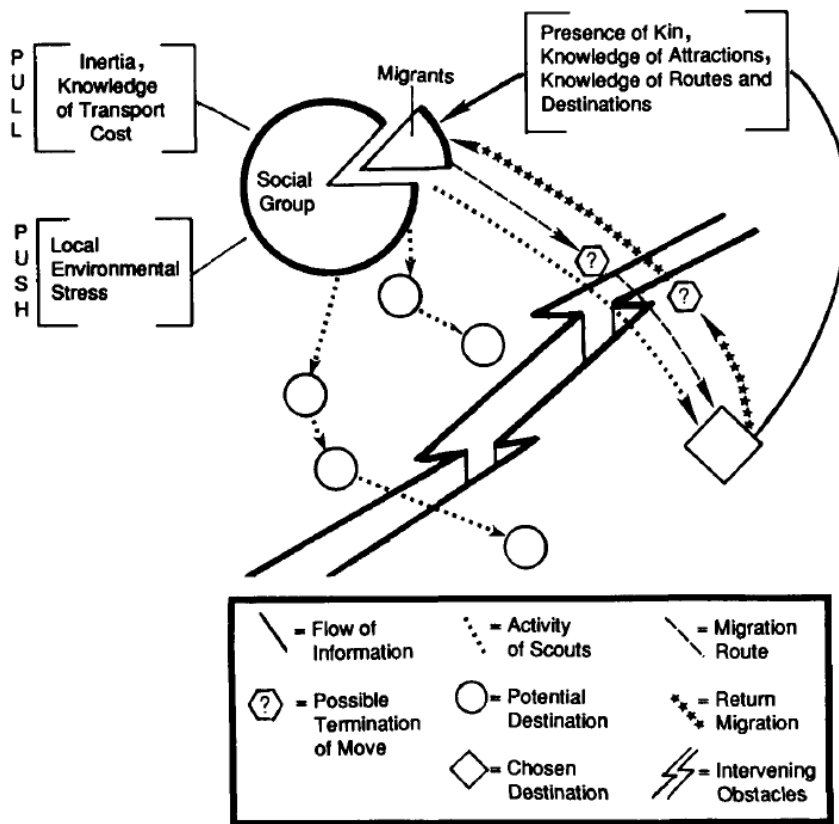 PULL
Inertia,
Knowledge
of Transport
Cost
Migrants
Presence of Kin,
Knowledge of Attractions,
Knowledge of Routes and
Destinations
Social
Group
PUSH
Local
Environmental
Stress
?
?
= Flow of
Information
= Activity
of Scouts
= Migration
Route
? = Possible
Termination
of Move
= Potential
Destination
= Return
Migration
= Chosen
Destination
= Intervening
Obstacles